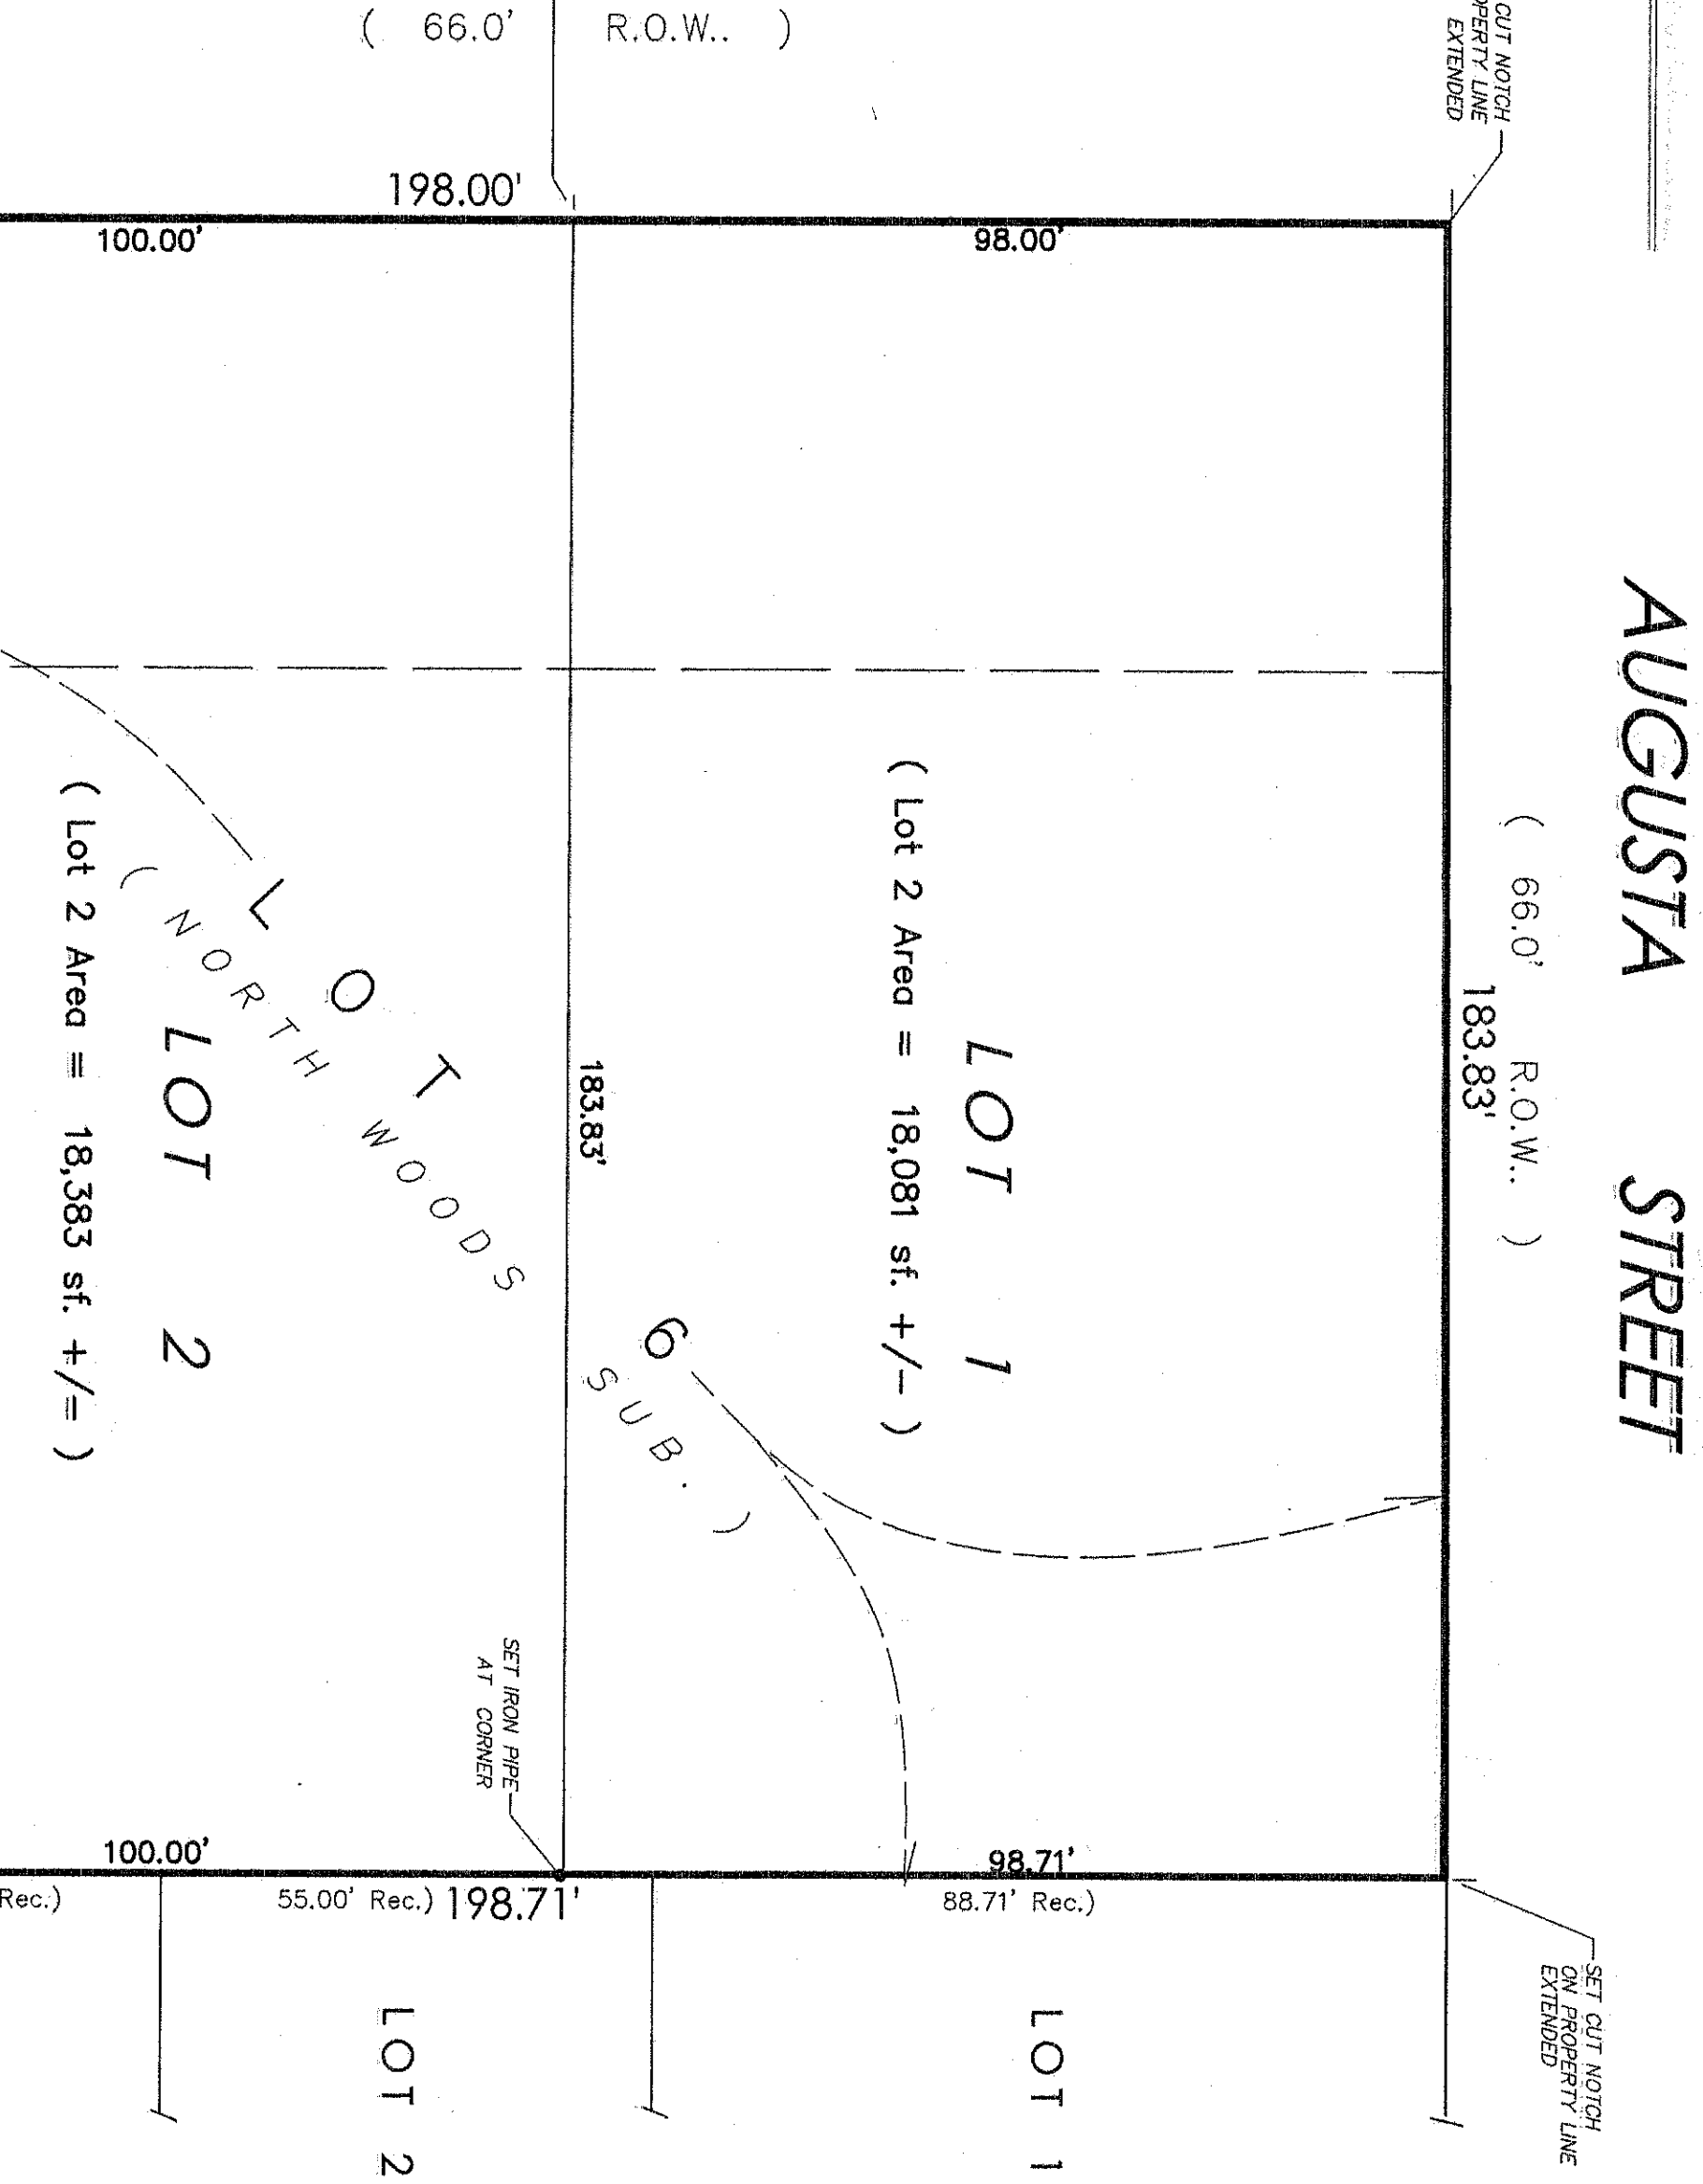 AUGUSTA STREET
( 66.0' R.O.W.. )
183.83'
CUT NOTCH
LINE
EXTENDED
SET CUT NOTCH
ON PROPERTY LINE
EXTENDED
( 66.0' R.O.W.. )
198.00'
98.00'
100.00'
LOT 1
( Lot 2 Area = 18,081 sf. +/- )
98.71'
88.71' Rec.)
LOT 1
183.83'
LOT 6
( NORTH WOODS SUB. )
SET IRON PIPE
AT CORNER
198.71'
55.00' Rec.)
LOT 2
LOT 2
( Lot 2 Area = 18,383 sf. +/= )
100.00'
Rec.)